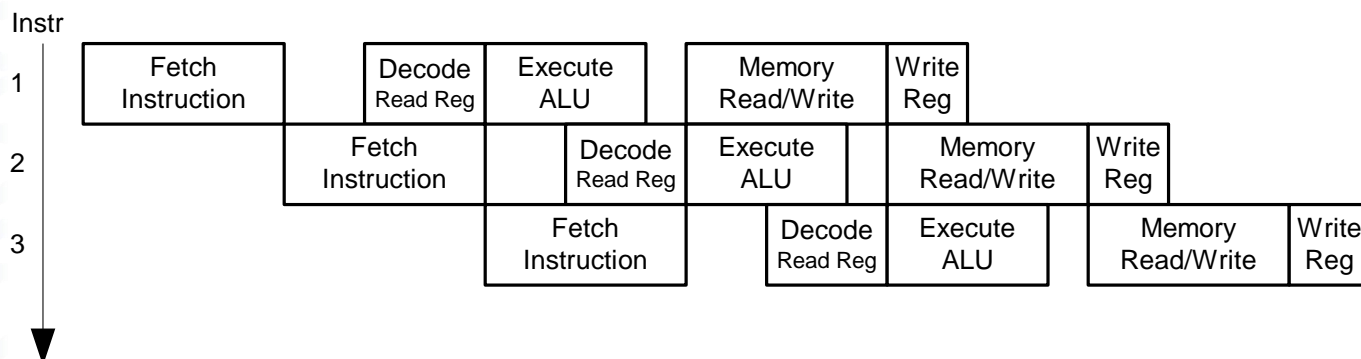 Instr
1
Fetch
Instruction
Decode
Read Reg
Execute
ALU
Memory
Read/Write
Write
Reg
2
Fetch
Instruction
Decode
Read Reg
Execute
ALU
Memory
Read/Write
Write
Reg
3
Fetch
Instruction
Decode
Read Reg
Execute
ALU
Memory
Read/Write
Write
Reg